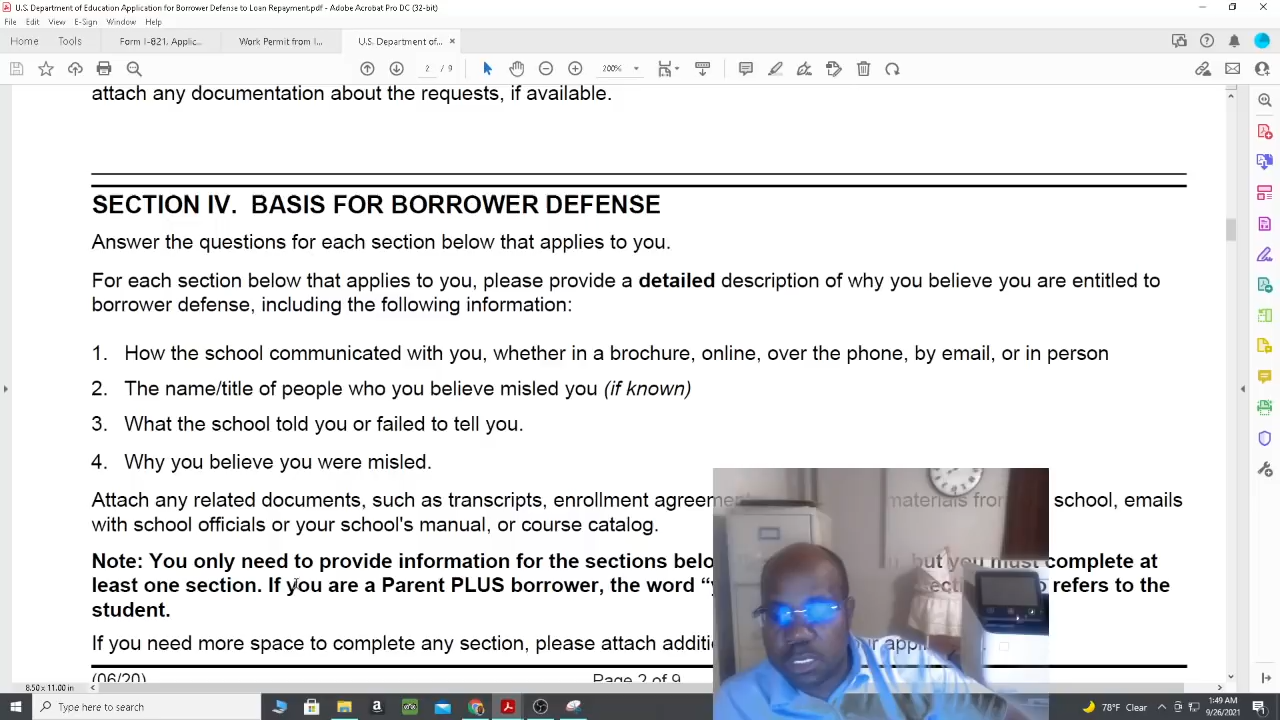 U.S. Department of Education Application for Borrower Defense to Loan Repayment.pdf - Adobe Acrobat Pro DC (32-bit)
File Edit View E-Sign Window Help
Home Tools Form I-821, Applic... Work Permit from I... U.S. Department of...
2 / 9 200%
attach any documentation about the requests, if available.
SECTION IV. BASIS FOR BORROWER DEFENSE
Answer the questions for each section below that applies to you.
For each section below that applies to you, please provide a detailed description of why you believe you are entitled to
borrower defense, including the following information:
1. How the school communicated with you, whether in a brochure, online, over the phone, by email, or in person
2. The name/title of people who you believe misled you (if known)
3. What the school told you or failed to tell you.
4. Why you believe you were misled.
Attach any related documents, such as transcripts, enrollment agreements materials from school, emails
with school officials or your school's manual, or course catalog.
Note: You only need to provide information for the sections but you must complete at
least one section. If you are a Parent PLUS borrower, the word refers to the
student.
If you need more space to complete any section, please attach
(06/20) Page 2 of 9
8.50 x 11.00 in
Type here to search
78°F Clear
1:49 AM
9/26/2021